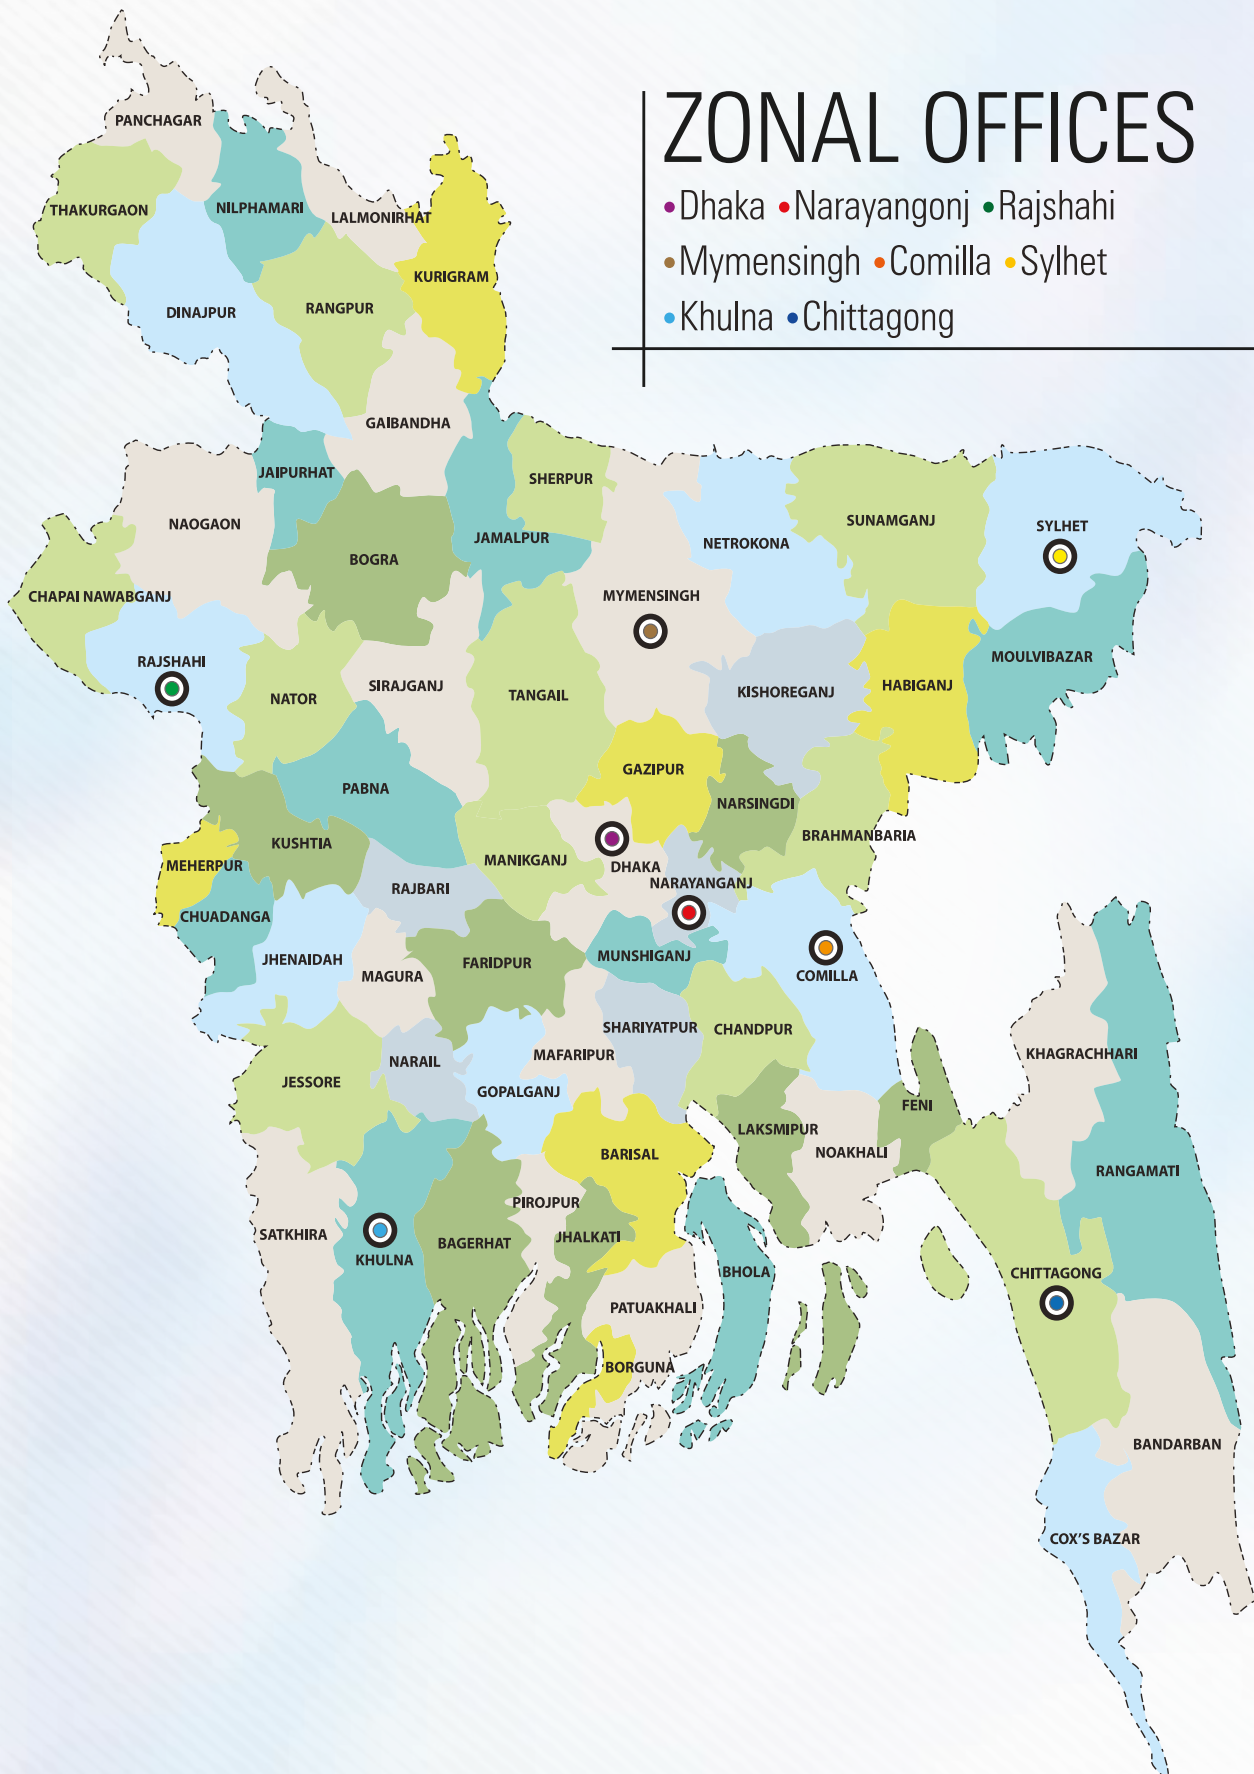 ZONAL OFFICES
•Dhaka •Narayangonj •Rajshahi
•Mymensingh •Comilla •Sylhet
•Khulna •Chittagong
PANCHAGAR
THAKURGAON
NILPHAMARI
LALMONIRHAT
KURIGRAM
DINAJPUR
RANGPUR
GAIBANDHA
JAIPURHAT
SHERPUR
NAOGAON
SUNAMGANJ
SYLHET
JAMALPUR
NETROKONA
BOGRA
CHAPAI NAWABGANJ
MYMENSINGH
MOULVIBAZAR
RAJSHAHI
SIRAJGANJ
HABIGANJ
KISHOREGANJ
TANGAIL
NATOR
GAZIPUR
PABNA
NARSINGDI
BRAHMANBARIA
KUSHTIA
MANIKGANJ
MEHERPUR
DHAKA
NARAYANGANJ
RAJBARI
CHUADANGA
MUNSHIGANJ
JHENAIDAH
FARIDPUR
MAGURA
COMILLA
SHARIYATPUR
CHANDPUR
MAFARIPUR
KHAGRACHHARI
NARAIL
JESSORE
GOPALGANJ
FENI
LAKSMIPUR
NOAKHALI
BARISAL
RANGAMATI
PIROJPUR
SATKHIRA
JHALKATI
BAGERHAT
KHULNA
BHOLA
CHITTAGONG
PATUAKHALI
BORGUNA
BANDARBAN
COX'S BAZAR